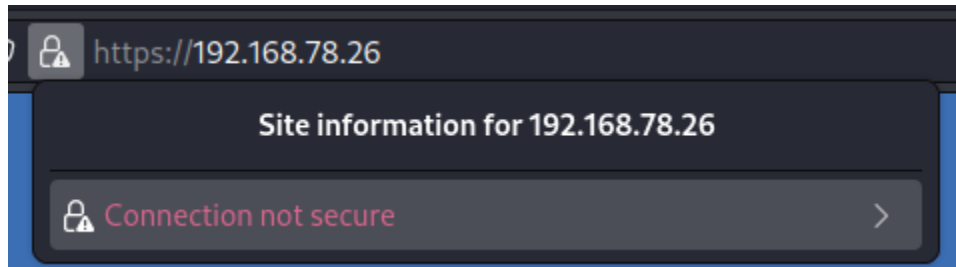 https://192.168.78.26
Site information for 192.168.78.26
Connection not secure